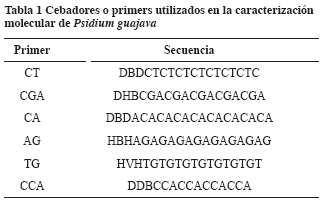 Tabla 1 Cebadores o primers utilizados en la caracterización
molecular de Psidium guajava
Primer Secuencia
CT DBDCTCTCTCTCTCTCTC
CGA DHBCGACGACGACGACGA
CA DBDACACACACACACACACA
AG HBHAGAGAGAGAGAGAGAG
TG HVHTGTGTGTGTGTGTGT
CCA DDBCCACCACCACCA